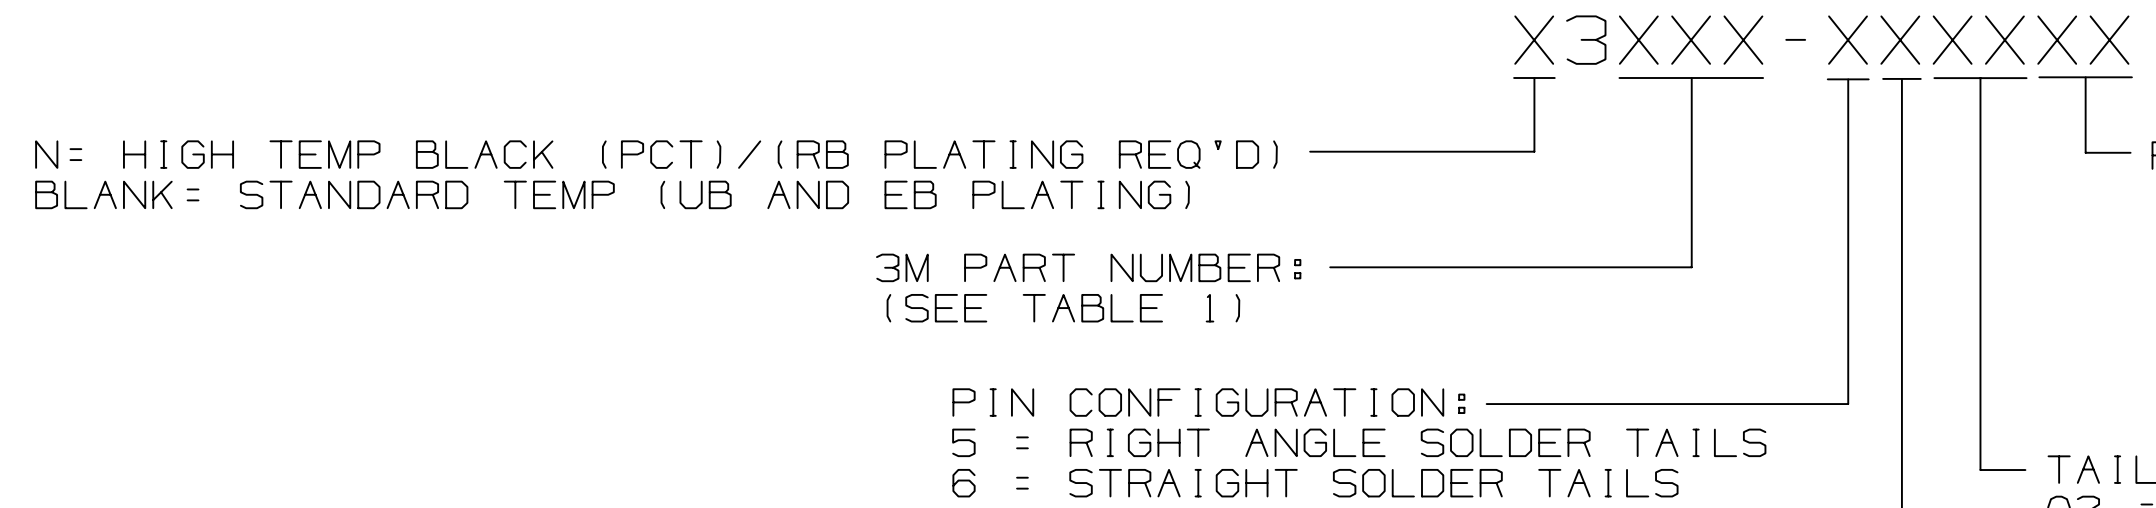 X3XXX-XXXXXX
N= HIGH TEMP BLACK (PCT)/(RB PLATING REQ'D)
BLANK= STANDARD TEMP (UB AND EB PLATING)
3M PART NUMBER:
(SEE TABLE 1)
PIN CONFIGURATION:
5 = RIGHT ANGLE SOLDER TAILS
6 = STRAIGHT SOLDER TAILS
TAIL